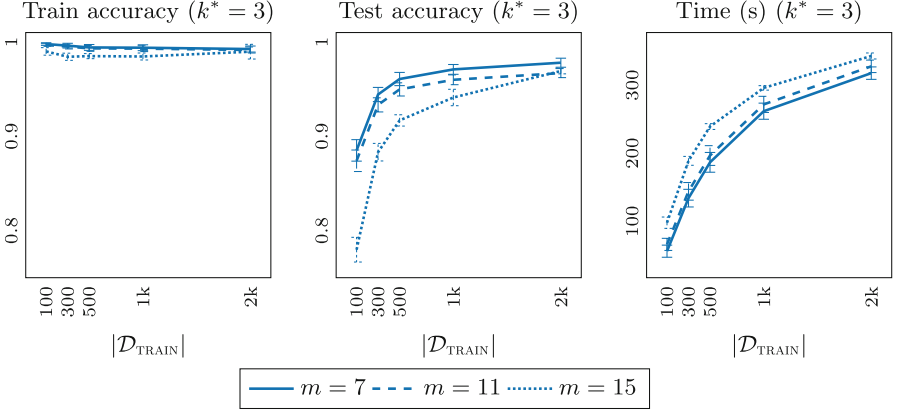 Train accuracy (k* = 3)
1
0.9
0.8
100
300
500
1k
2k
|𝒟TRAIN|
Test accuracy (k* = 3)
1
0.9
0.8
100
300
500
1k
2k
|𝒟TRAIN|
Time (s) (k* = 3)
300
200
100
100
300
500
1k
2k
|𝒟TRAIN|
m = 7 m = 11 m = 15